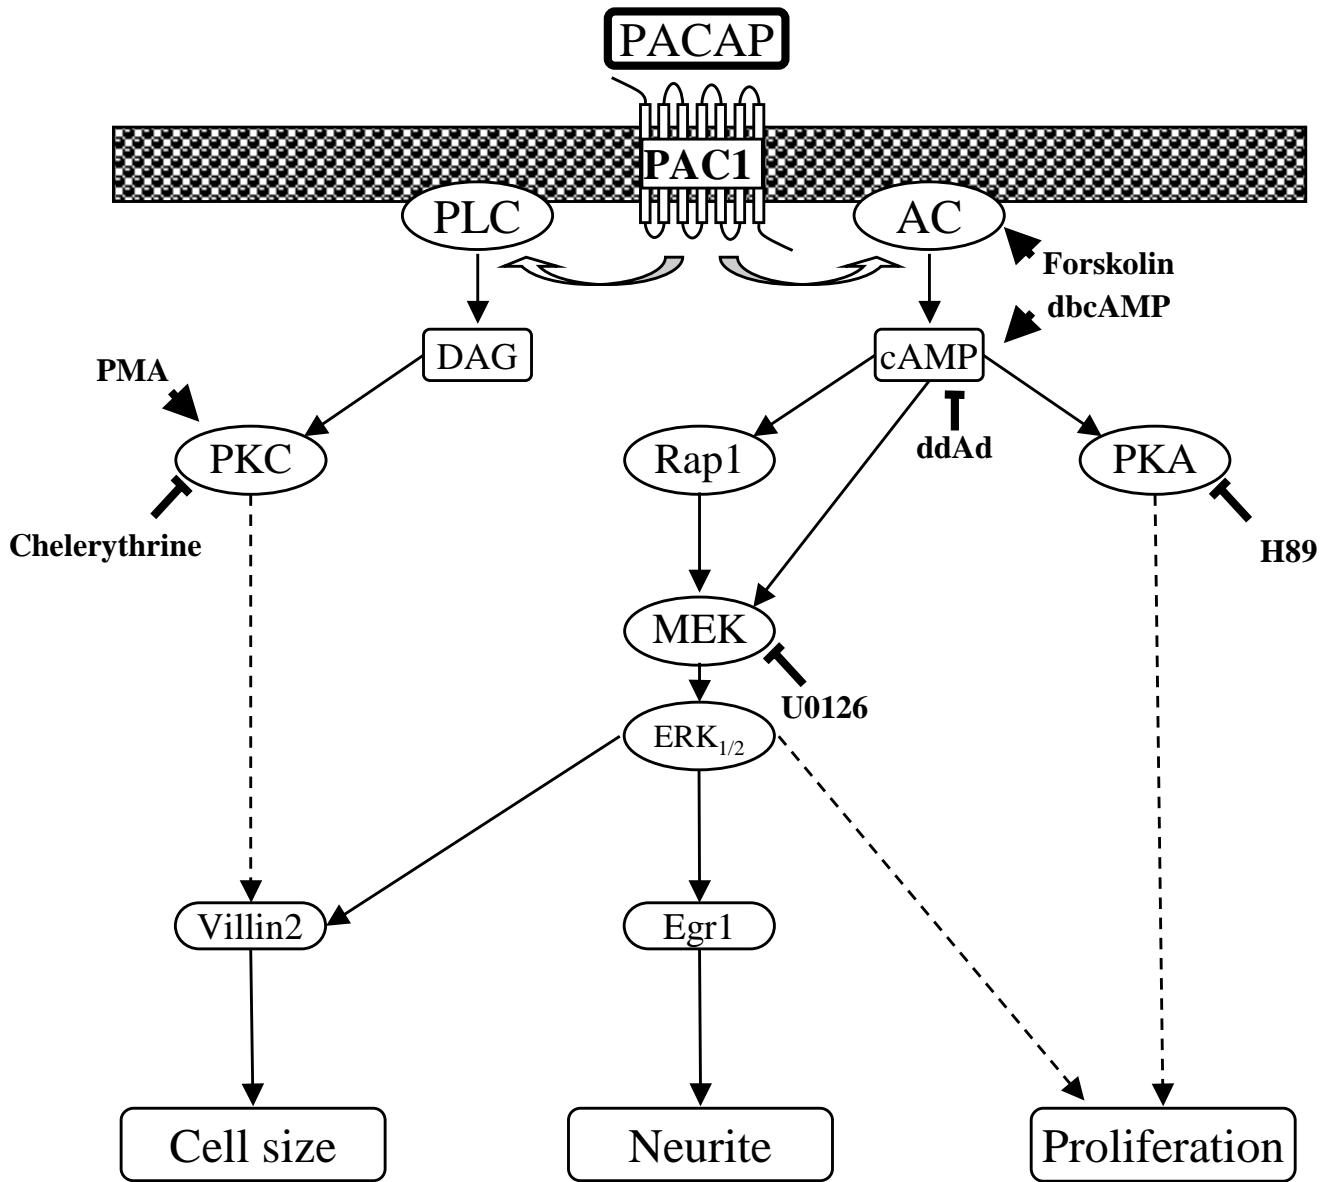 PACAP
PAC1
PLC
AC
Forskolin
dbcAMP
DAG
cAMP
PMA
PKC
Rap1
ddAd
PKA
Chelerythrine
H89
MEK
U0126
ERK1/2
Villin2
Egr1
Cell size
Neurite
Proliferation